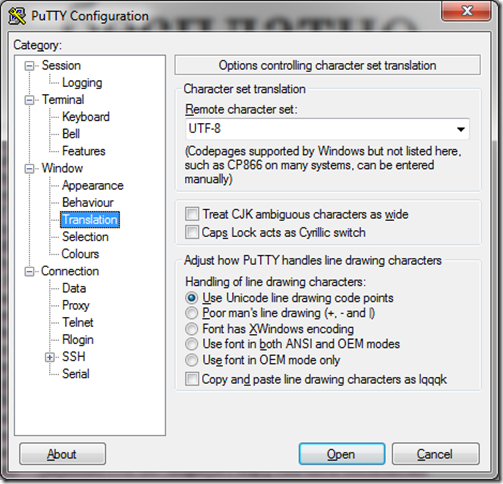 PuTTY Configuration
Category:
Session
Logging
Terminal
Keyboard
Bell
Features
Window
Appearance
Behaviour
Translation
Selection
Colours
Connection
Data
Proxy
Telnet
Rlogin
SSH
Serial
Options controlling character set translation
Character set translation
Remote character set:
UTF-8
(Codepages supported by Windows but not listed here,
such as CP866 on many systems, can be entered
manually)
Treat CJK ambiguous characters as wide
Caps Lock acts as Cyrillic switch
Adjust how PuTTY handles line drawing characters
Handling of line drawing characters:
Use Unicode line drawing code points
Poor man's line drawing (+, - and |)
Font has XWindows encoding
Use font in both ANSI and OEM modes
Use font in OEM mode only
Copy and paste line drawing characters as lqqqk
About
Open
Cancel